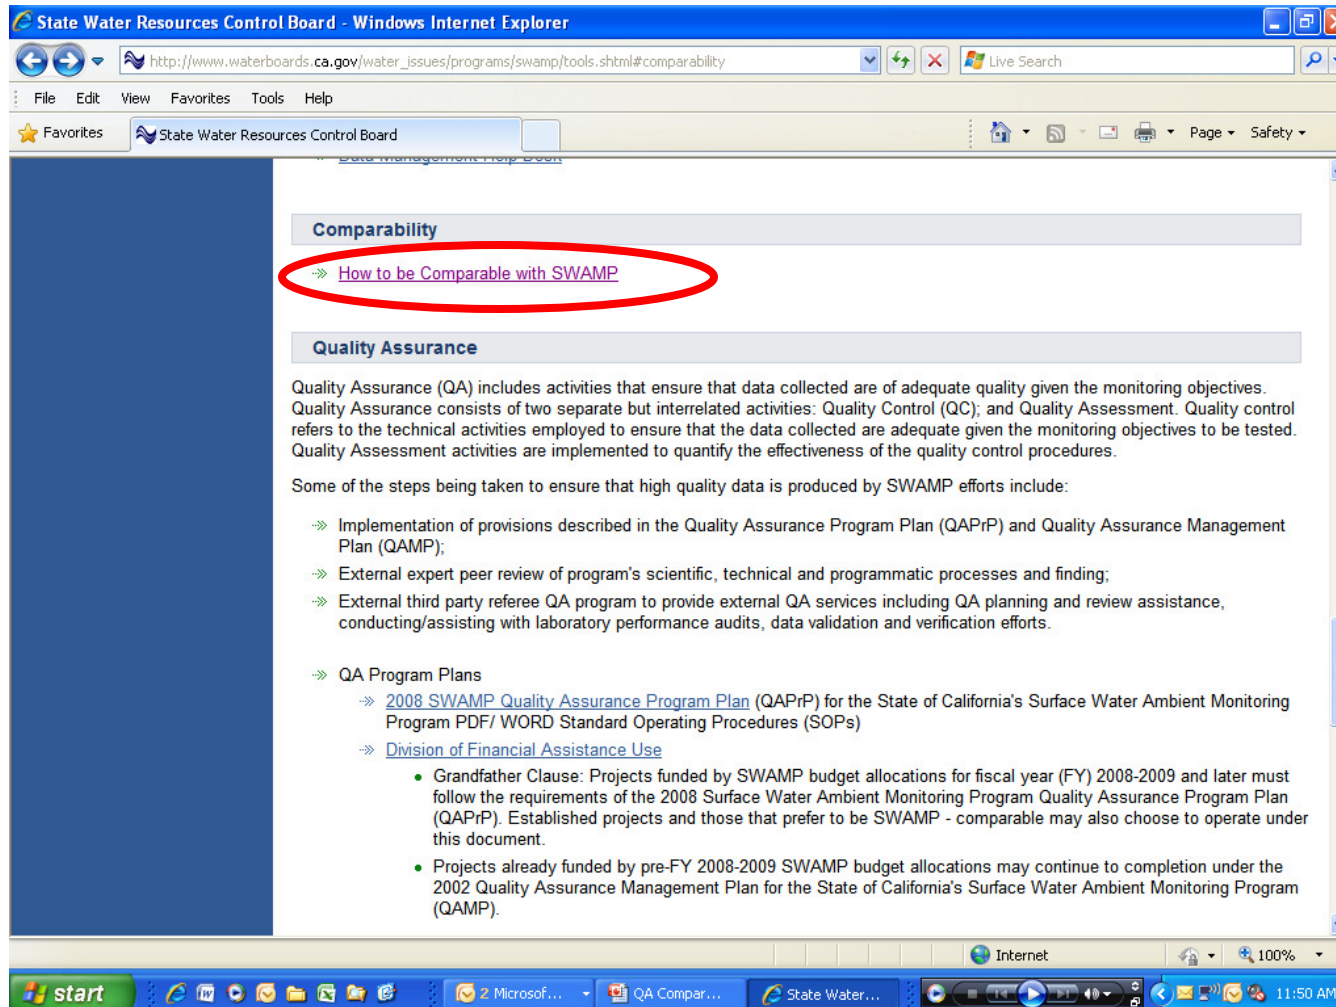 State Water Resources Control Board - Windows Internet Explorer
http://www.waterboards.ca.gov/water_issues/programs/swamp/tools.shtml#comparability
Live Search
File Edit View Favorites Tools Help
Favorites State Water Resources Control Board Page Safety
Data Management Help Desk
Comparability
How to be Comparable with SWAMP
Quality Assurance
Quality Assurance (QA) includes activities that ensure that data collected are of adequate quality given the monitoring objectives.
Quality Assurance consists of two separate but interrelated activities: Quality Control (QC); and Quality Assessment. Quality control
refers to the technical activities employed to ensure that the data collected are adequate given the monitoring objectives to be tested.
Quality Assessment activities are implemented to quantify the effectiveness of the quality control procedures.
Some of the steps being taken to ensure that high quality data is produced by SWAMP efforts include:
Implementation of provisions described in the Quality Assurance Program Plan (QAPrP) and Quality Assurance Management
Plan (QAMP);
External expert peer review of program's scientific, technical and programmatic processes and finding;
External third party referee QA program to provide external QA services including QA planning and review assistance,
conducting/assisting with laboratory performance audits, data validation and verification efforts.
QA Program Plans
2008 SWAMP Quality Assurance Program Plan (QAPrP) for the State of California's Surface Water Ambient Monitoring
Program PDF/ WORD Standard Operating Procedures (SOPs)
Division of Financial Assistance Use
Grandfather Clause: Projects funded by SWAMP budget allocations for fiscal year (FY) 2008-2009 and later must
follow the requirements of the 2008 Surface Water Ambient Monitoring Program Quality Assurance Program Plan
(QAPrP). Established projects and those that prefer to be SWAMP - comparable may also choose to operate under
this document.
Projects already funded by pre-FY 2008-2009 SWAMP budget allocations may continue to completion under the
2002 Quality Assurance Management Plan for the State of California's Surface Water Ambient Monitoring Program
(QAMP).
Internet 100%
start 2 Microsof... QA Compar... State Water... 11:50 AM